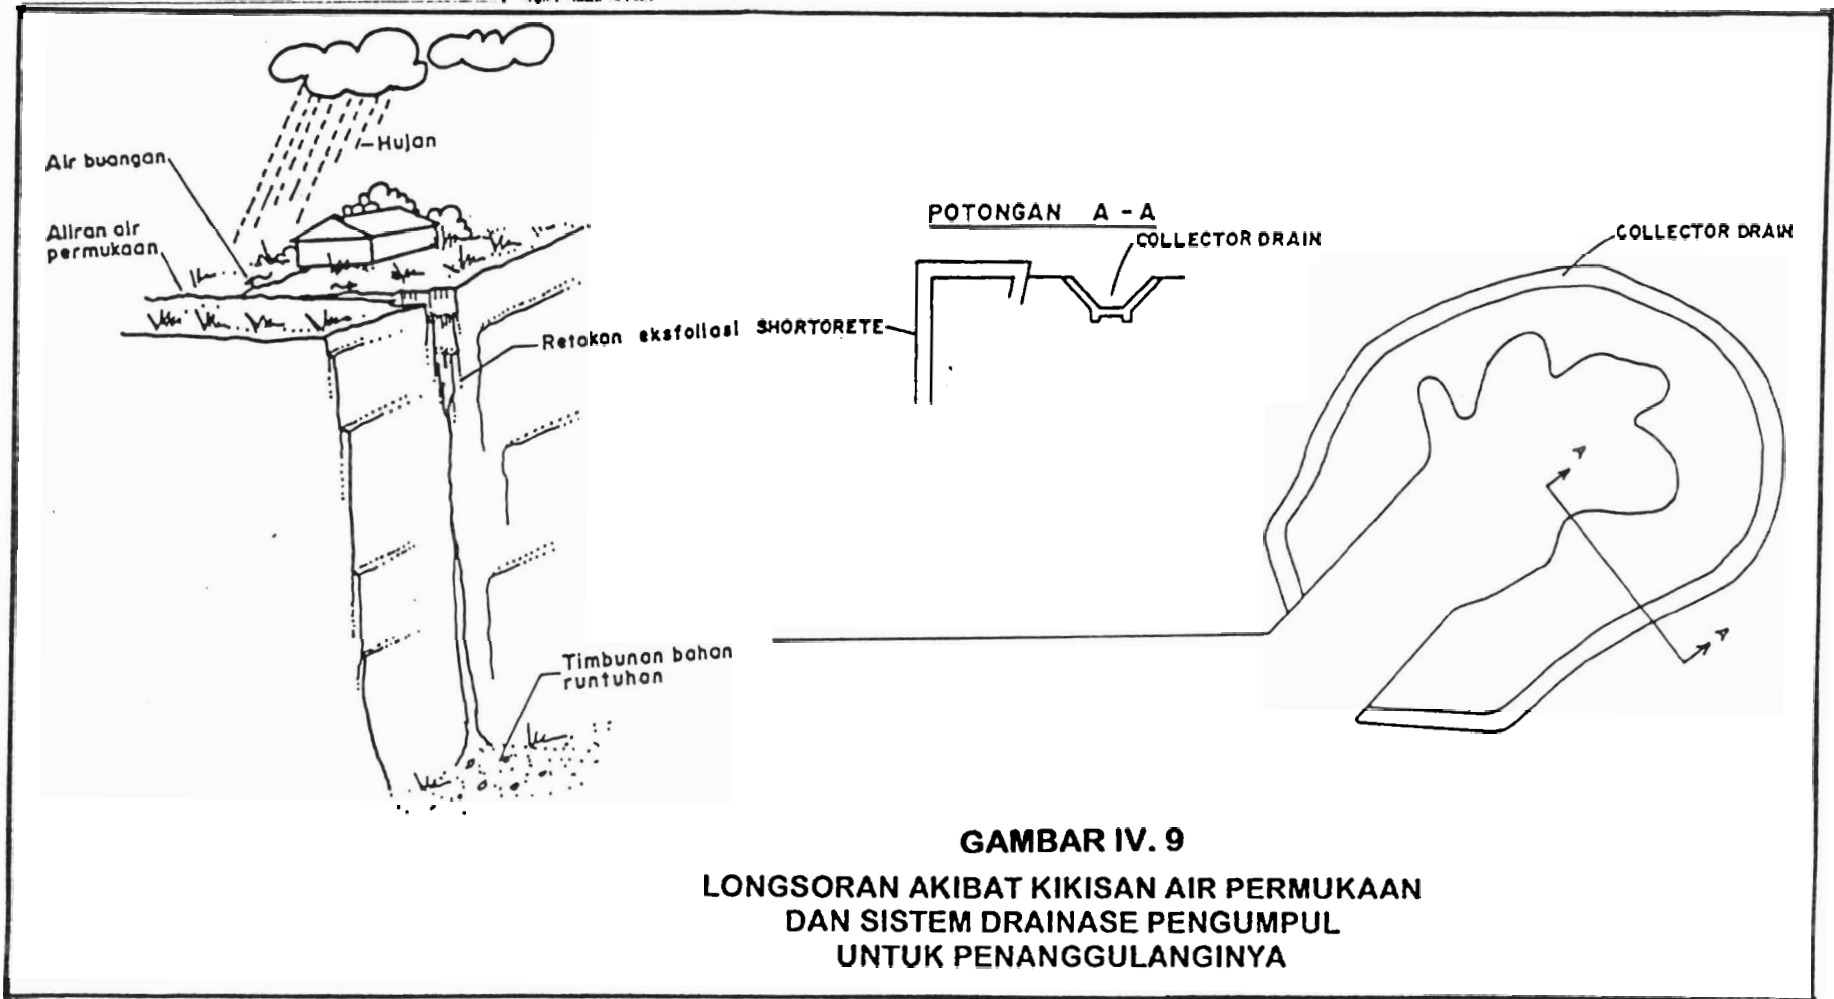 Hujan
Air buangan
Aliran air
permukaan
Retakan eksfoliasi
SHORTORETE
POTONGAN A - A
COLLECTOR DRAIN
COLLECTOR DRAIN
A
A
Timbunan bahan
runtuhan
GAMBAR IV. 9
LONGSORAN AKIBAT KIKISAN AIR PERMUKAAN
DAN SISTEM DRAINASE PENGUMPUL
UNTUK PENANGGULANGINYA